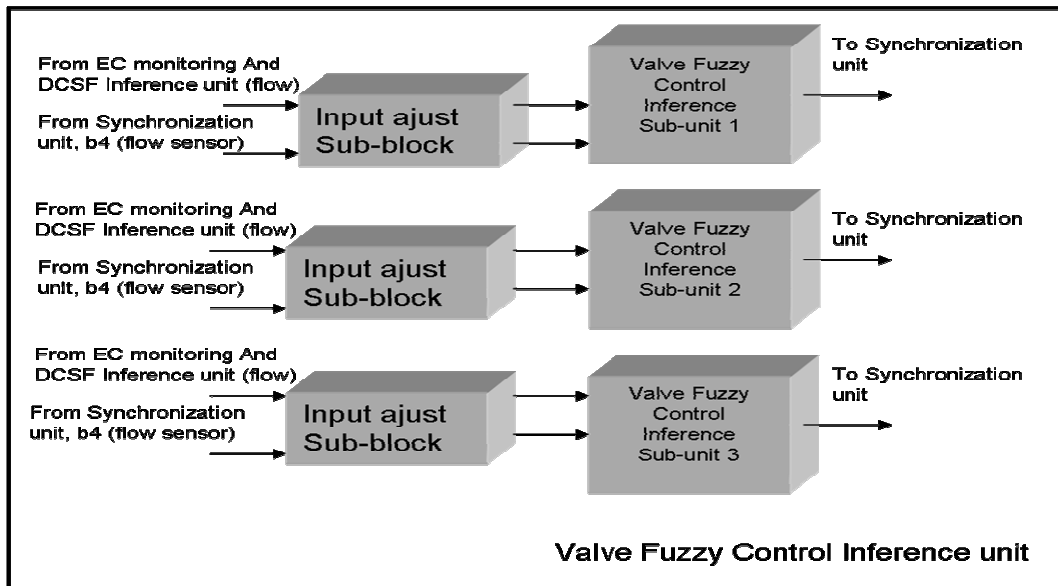 From EC monitoring And
DCSF Inference unit (flow)
From Synchronization
unit, b4 (flow sensor)
Input ajust
Sub-block
Valve Fuzzy
Control
Inference
Sub-unit 1
To Synchronization
unit
From EC monitoring And
DCSF Inference unit (flow)
From Synchronization
unit, b4 (flow sensor)
Input ajust
Sub-block
Valve Fuzzy
Control
Inference
Sub-unit 2
To Synchronization
unit
From EC monitoring And
DCSF Inference unit (flow)
From Synchronization
unit, b4 (flow sensor)
Input ajust
Sub-block
Valve Fuzzy
Control
Inference
Sub-unit 3
To Synchronization
unit
Valve Fuzzy Control Inference unit